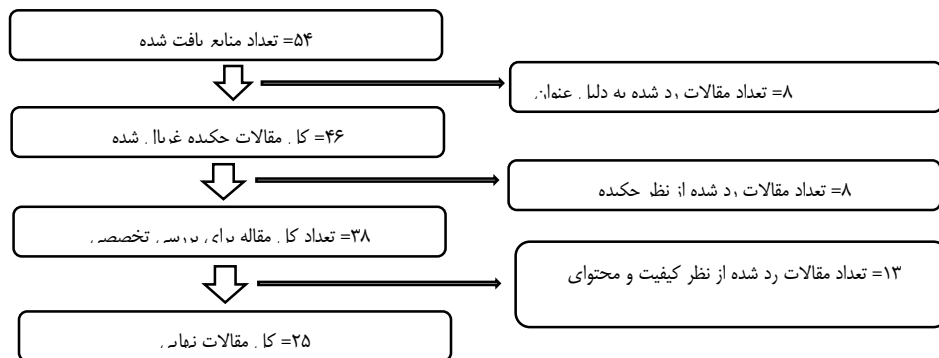 تعداد منابع یافت شده =۵۴
تعداد مقالات رد شده به دلیل عنوان =۸
کل مقالات چکیده غربال شده =۴۶
تعداد مقالات رد شده از نظر چکیده =۸
تعداد کل مقاله برای بررسی تخصصی =۳۸
تعداد مقالات رد شده از نظر کیفیت و محتوای =۱۳
کل مقالات نهایی =۲۵